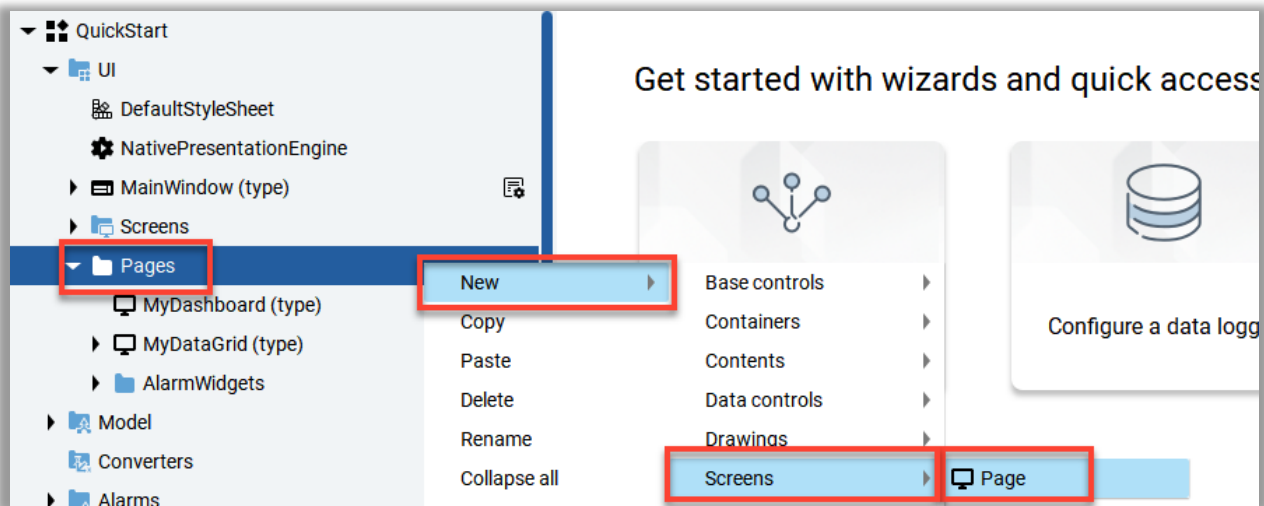 QuickStart
UI
DefaultStyleSheet
NativePresentationEngine
MainWindow (type)
Screens
Pages
MyDashboard (type)
MyDataGrid (type)
AlarmWidgets
Model
Converters
Alarms
Get started with wizards and quick access
Configure a data logg
New
Copy
Paste
Delete
Rename
Collapse all
Base controls
Containers
Contents
Data controls
Drawings
Screens
Page